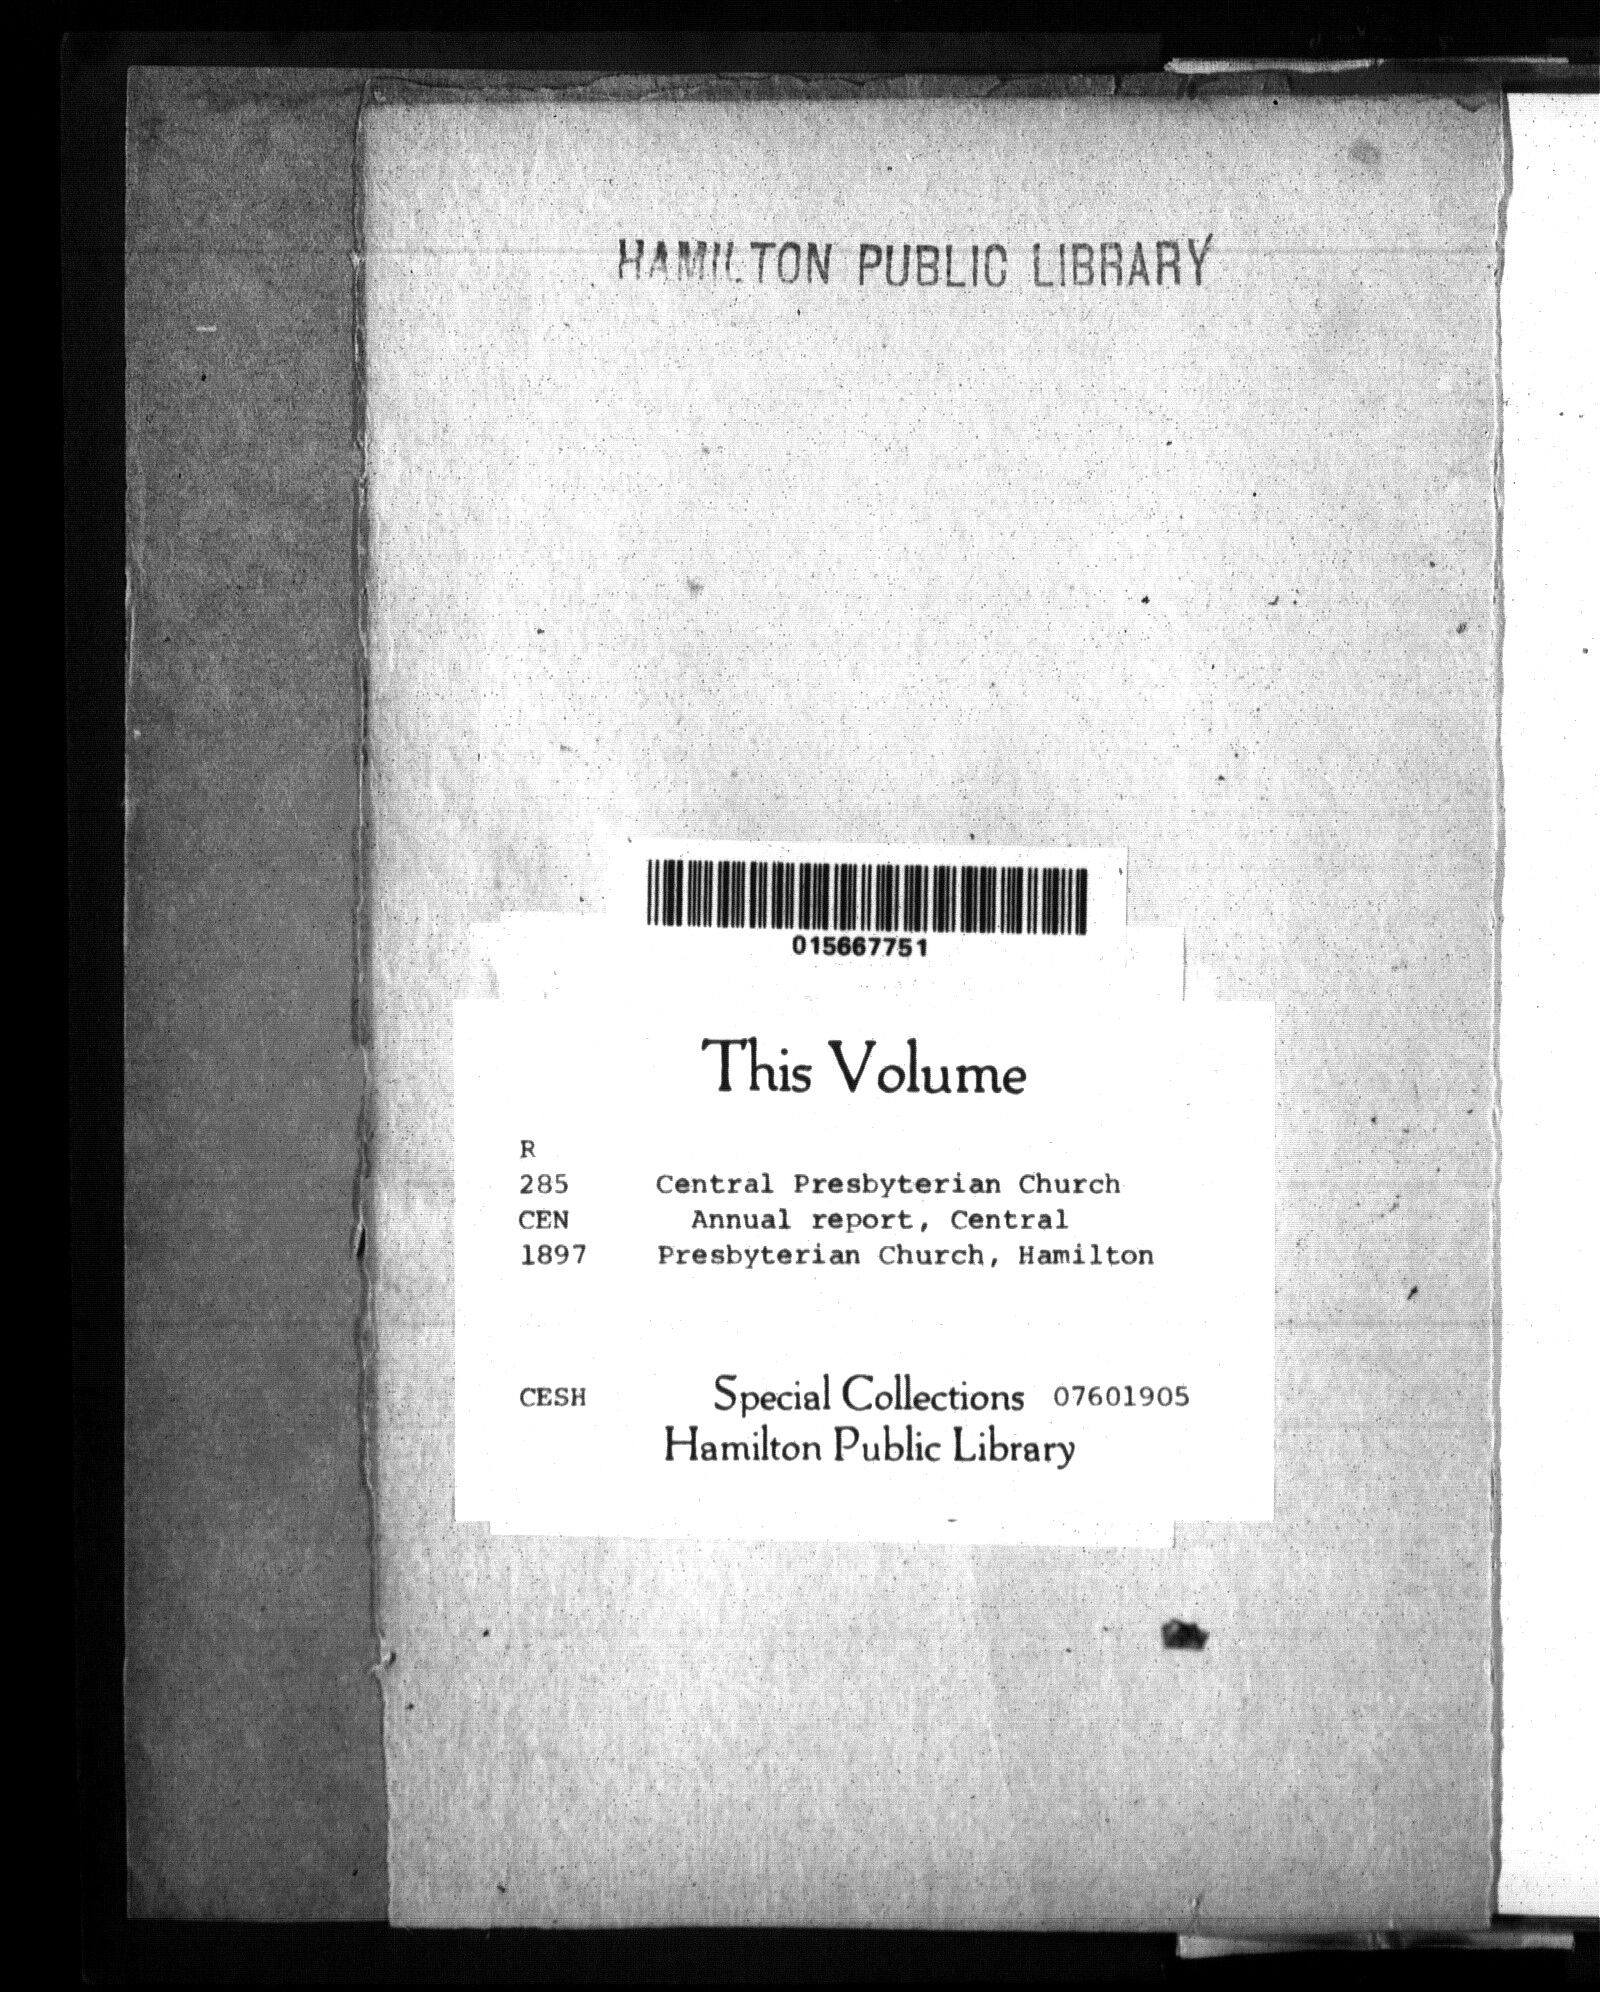 HAMILTON PUBLIC LIBRARY
015667751
This Volume
R
285 Central Presbyterian Church
CEN Annual report, Central
1897 Presbyterian Church, Hamilton
CESH Special Collections 07601905
Hamilton Public Library